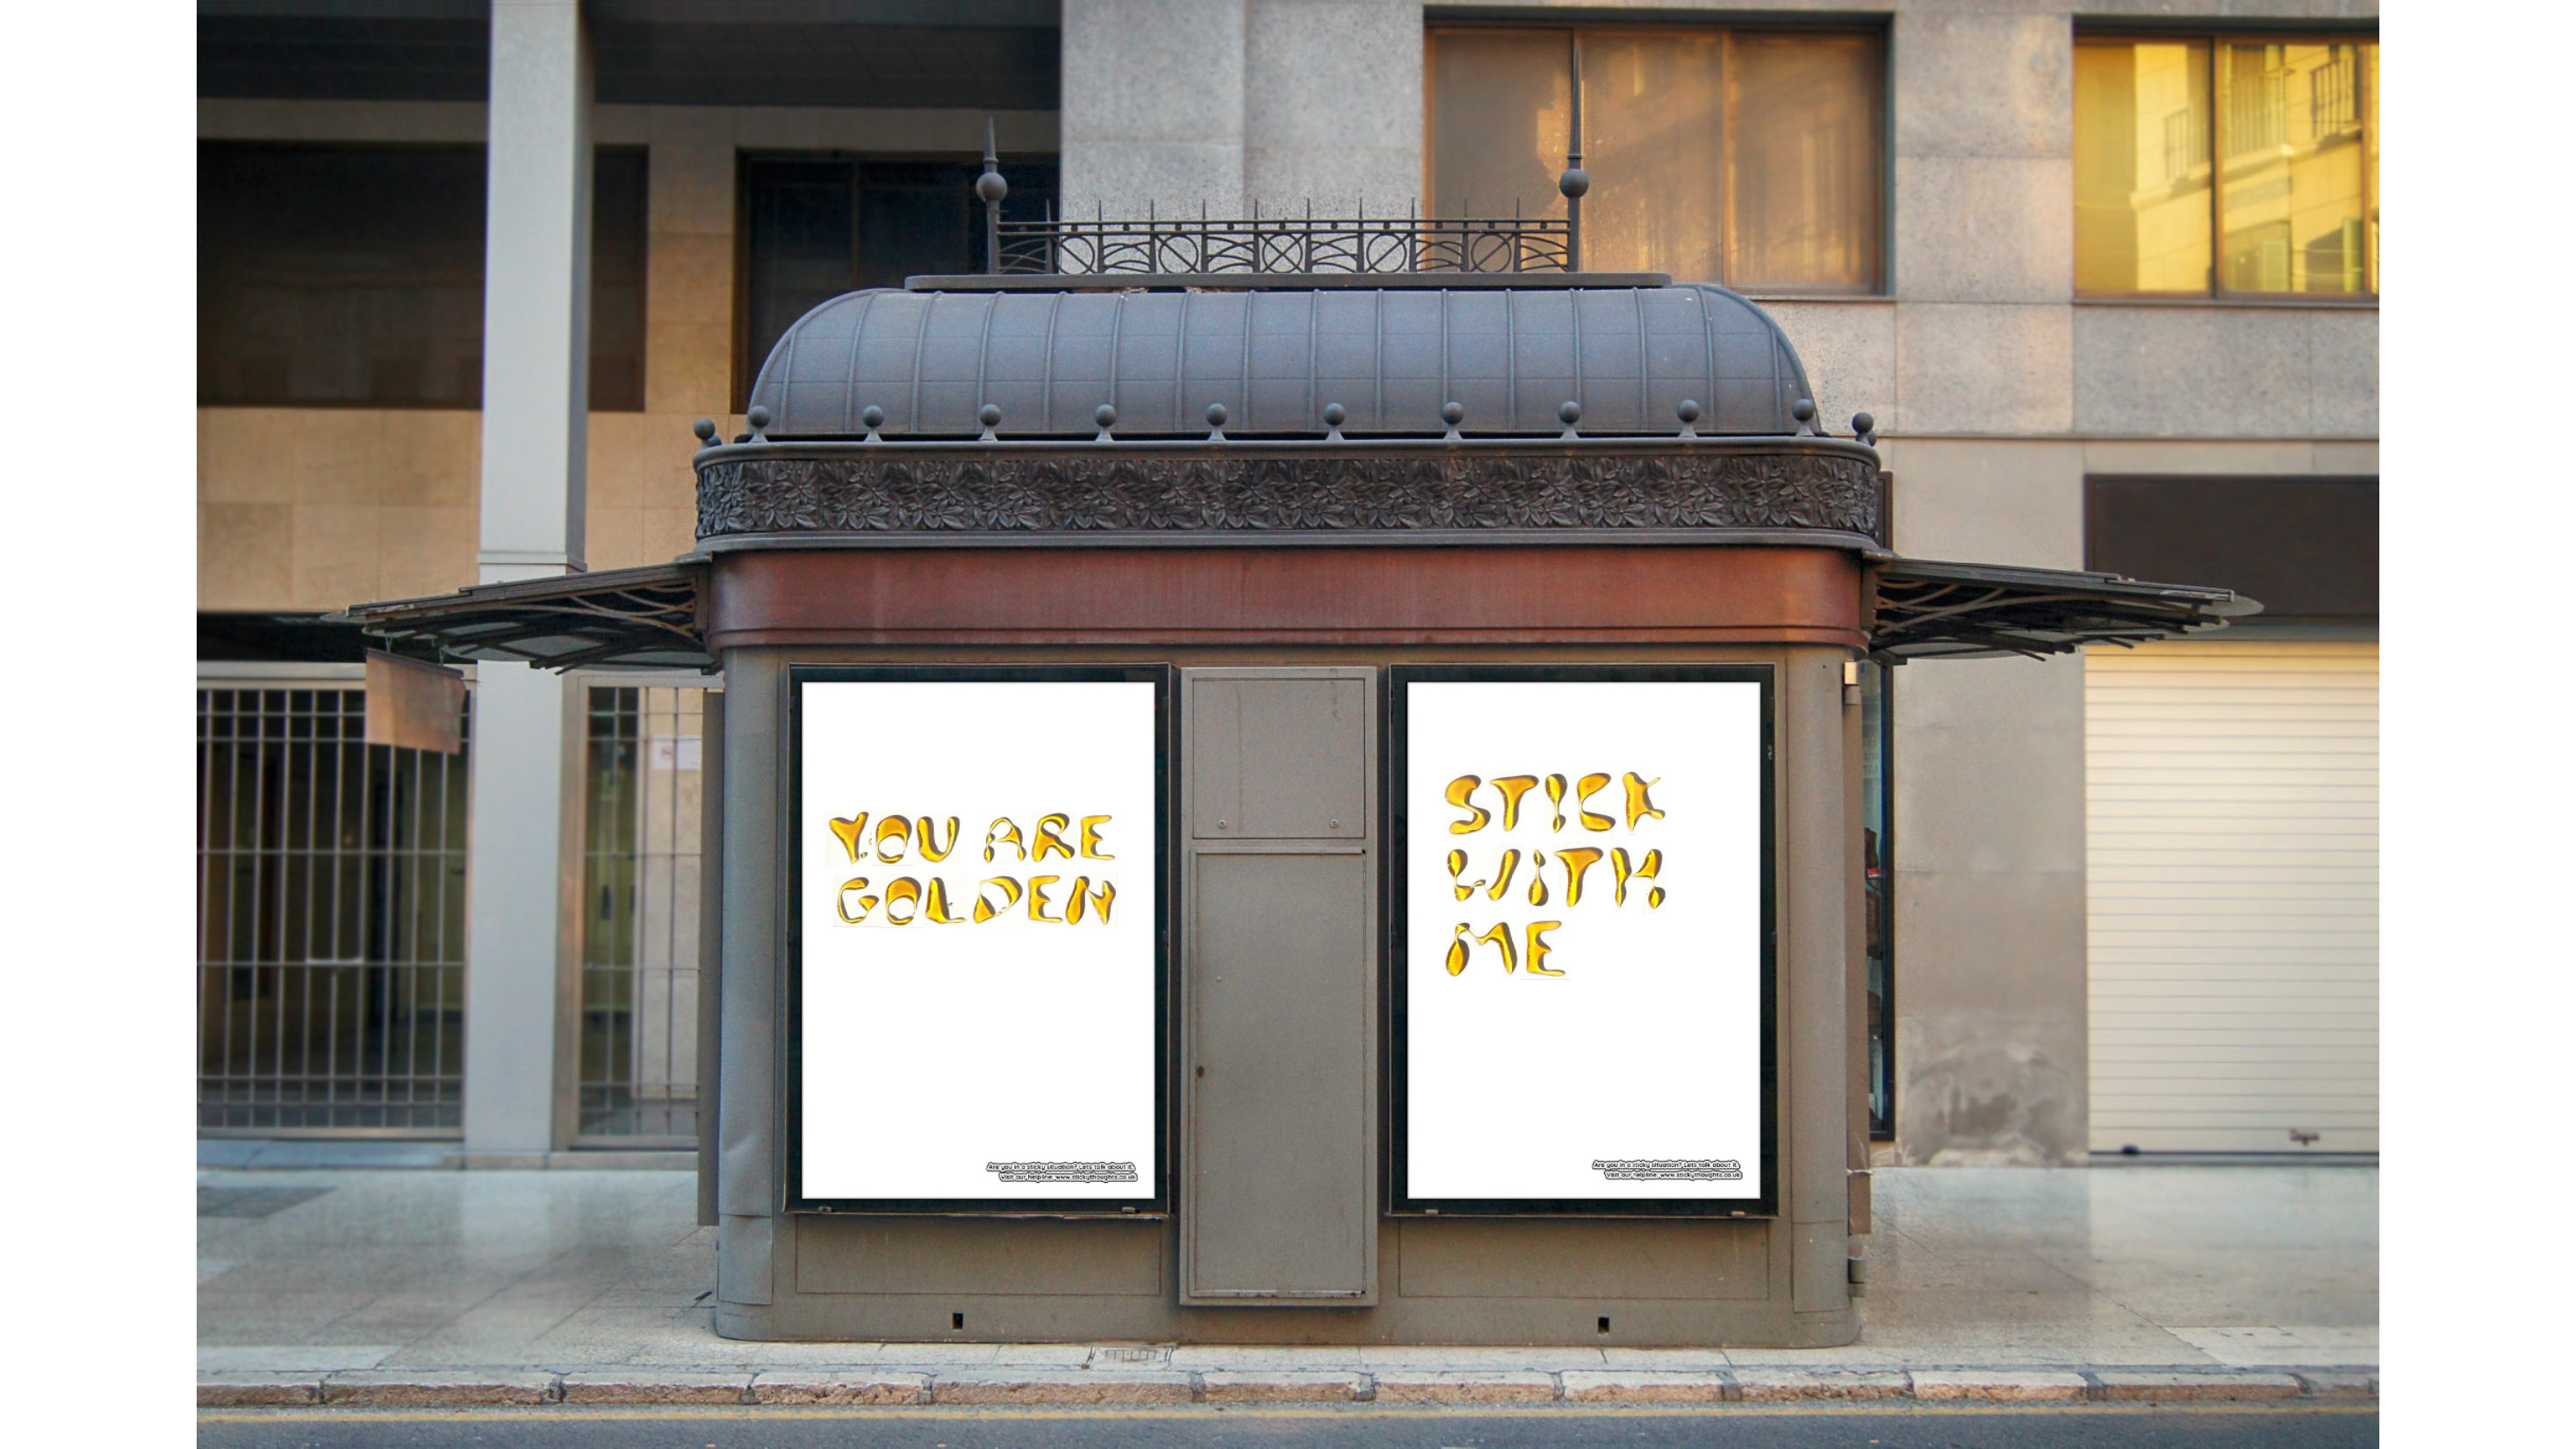 YOU ARE
GOLDEN
Are you in a sticky situation? Lets talk about it.
Visit our helpline: www.stickythoughts.co.uk
STICK
WITH
ME
Are you in a sticky situation? Lets talk about it.
Visit our helpline: www.stickythoughts.co.uk